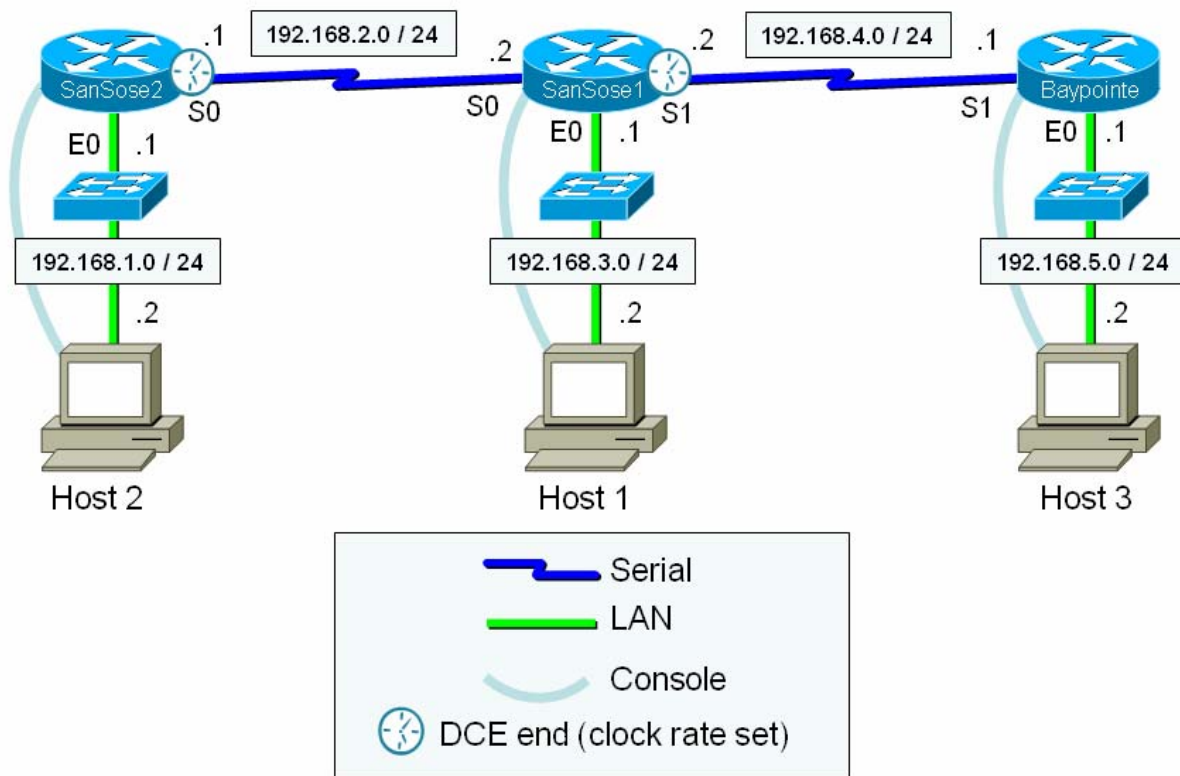 .1
192.168.2.0 / 24
.2
.2
192.168.4.0 / 24
.1
SanSose2
SanSose1
Baypointe
S0
S0
S1
S1
E0
.1
E0
.1
E0
.1
192.168.1.0 / 24
192.168.3.0 / 24
192.168.5.0 / 24
.2
.2
.2
Host 2
Host 1
Host 3
Serial
LAN
Console
DCE end (clock rate set)